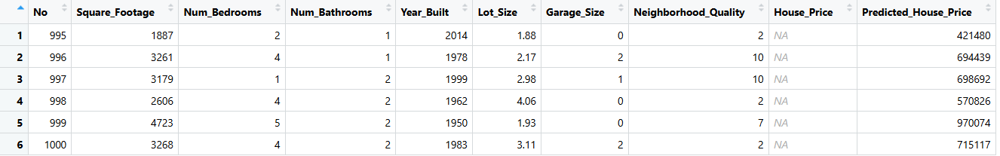 No Square_Footage Num_Bedrooms Num_Bathrooms Year_Built Lot_Size Garage_Size Neighborhood_Quality House_Price Predicted_House_Price
1 995 1887 2 1 2014 1.88 0 2 NA 421480
2 996 3261 4 1 1978 2.17 2 10 NA 694439
3 997 3179 1 2 1999 2.98 1 10 NA 698692
4 998 2606 4 2 1962 4.06 0 2 NA 570826
5 999 4723 5 2 1950 1.93 0 7 NA 970074
6 1000 3268 4 2 1983 3.11 2 2 NA 715117